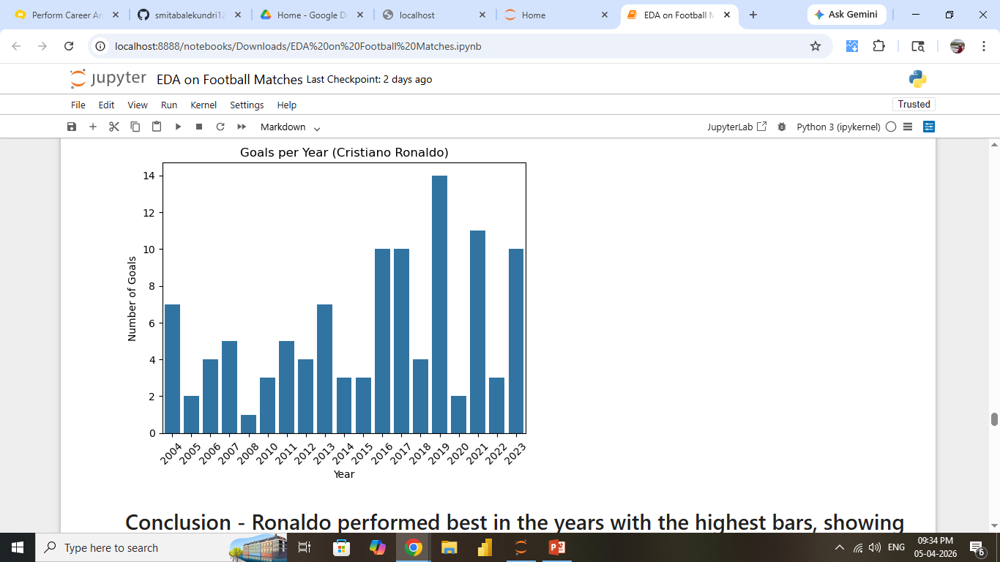 Perform Career An
smitabalekundri12
Home - Google D
localhost
Home
EDA on Football M
Ask Gemini
localhost:8888/notebooks/Downloads/EDA%20on%20Football%20Matches.ipynb
jupyter
EDA on Football Matches Last Checkpoint: 2 days ago
File Edit View Run Kernel Settings Help
Trusted
Markdown
JupyterLab
Python 3 (ipykernel)
Goals per Year (Cristiano Ronaldo)
Number of Goals
14
12
10
8
6
4
2
0
2004 2005 2006 2007 2008 2010 2011 2012 2013 2014 2015 2016 2017 2018 2019 2020 2021 2022 2023
Year
Conclusion - Ronaldo performed best in the years with the highest bars, showing
Type here to search
ENG
09:34 PM
05-04-2026
6